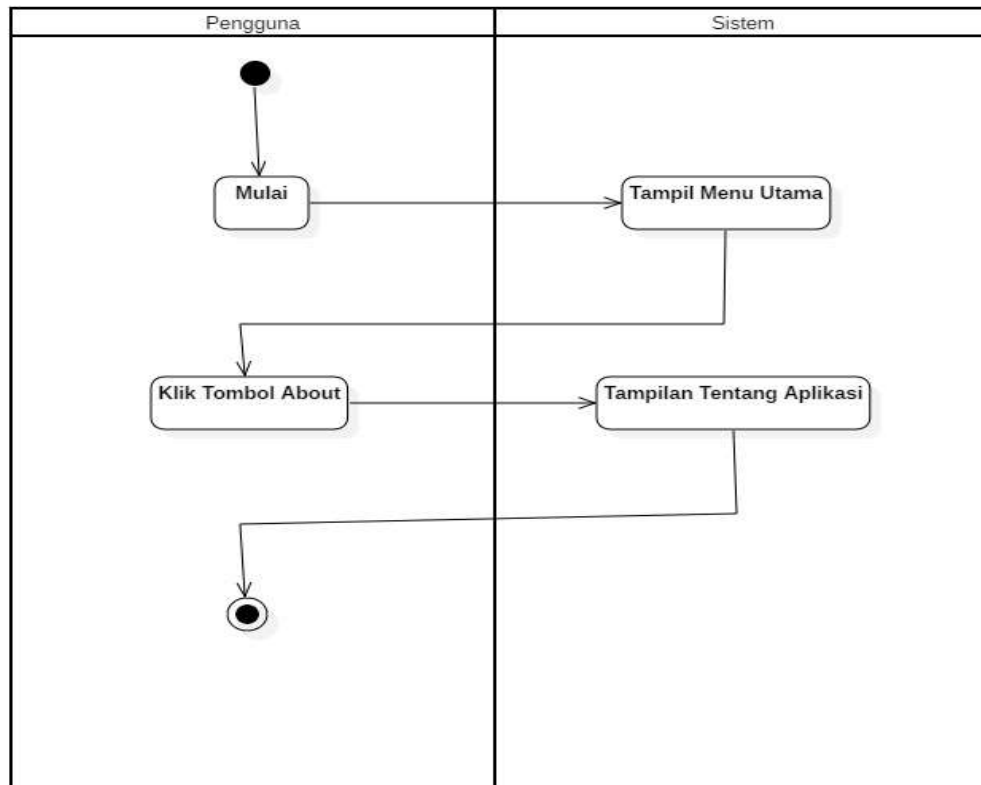 Pengguna
Sistem
Mulai
Tampil Menu Utama
Klik Tombol About
Tampilan Tentang Aplikasi